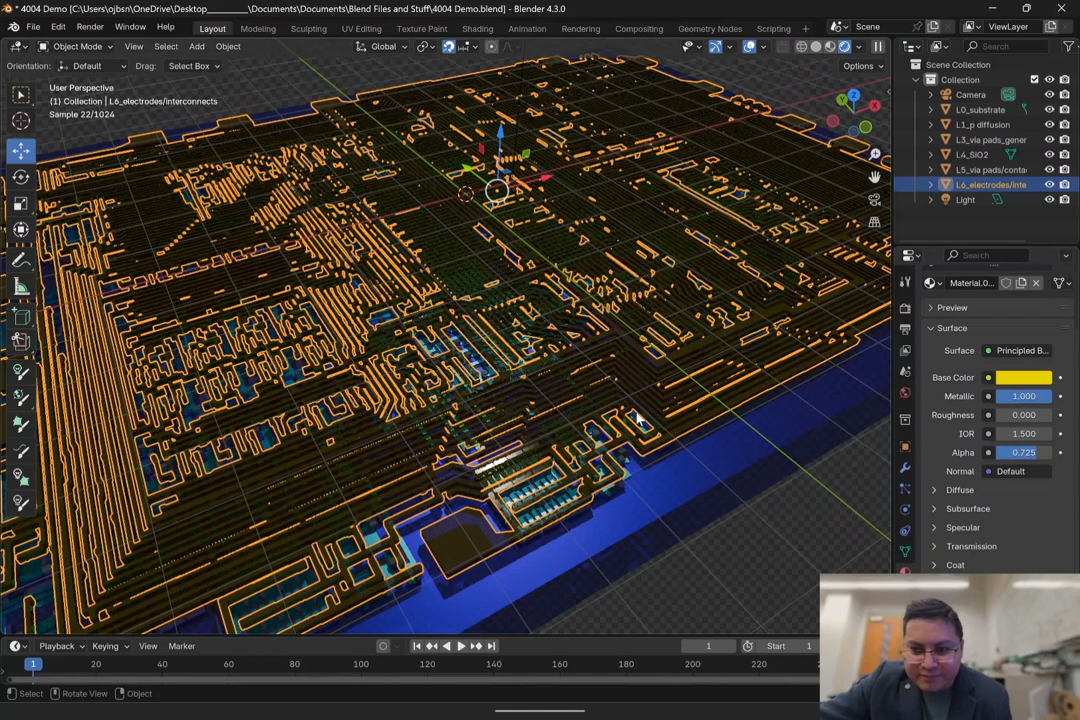 * 4004 Demo [C:\Users\ojbsn\OneDrive\Desktop________\Documents\Documents\Blend Files and Stuff\4004 Demo.blend] - Blender 4.3.0
File Edit Render Window Help Layout Modeling Sculpting UV Editing Texture Paint Shading Animation Rendering Compositing Geometry Nodes Scripting + Scene ViewLayer
Object Mode View Select Add Object Global Search
Orientation: Default Drag: Select Box Options
Scene Collection
Collection
User Perspective
(1) Collection | L6_electrodes/interconnects
Sample 22/1024
Z
Y
X
Camera
L0_substrate
L1_p diffusion
L3_via pads_gener
L4_SIO2
L5_via pads/conta
L6_electrodes/inte
Light
Search
Material.0...
Preview
Surface
Surface Principled B...
Base Color
Metallic 1.000
Roughness 0.000
IOR 1.500
Alpha 0.725
Normal Default
Diffuse
Subsurface
Specular
Transmission
Coat
Playback Keying View Marker 1 Start 1
1 20 40 60 80 100 120 140 160 180 200 220
Select Rotate View Object